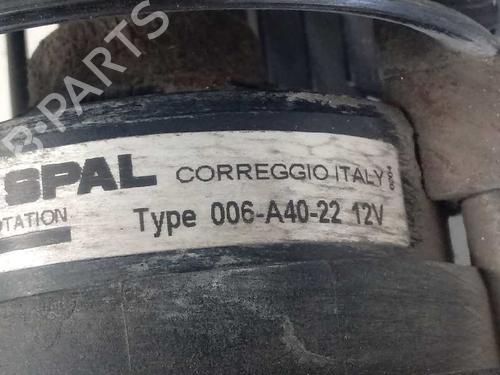 B-PARTS
SPAL CORREGGIO ITALY
OTATION
Type 006-A40-22 12V